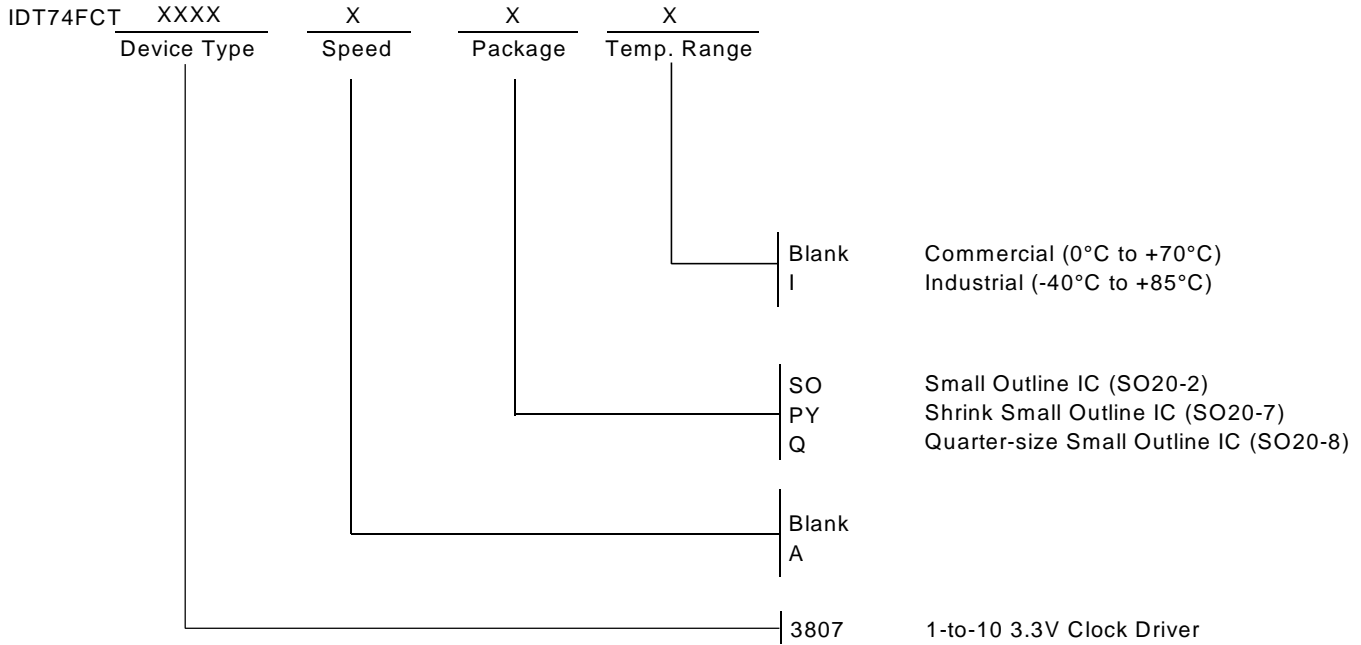 IDT74FCT XXXX X X X
Device Type Speed Package Temp. Range
Blank Commercial (0°C to +70°C)
I Industrial (-40°C to +85°C)
SO Small Outline IC (SO20-2)
PY Shrink Small Outline IC (SO20-7)
Q Quarter-size Small Outline IC (SO20-8)
Blank
A
3807 1-to-10 3.3V Clock Driver